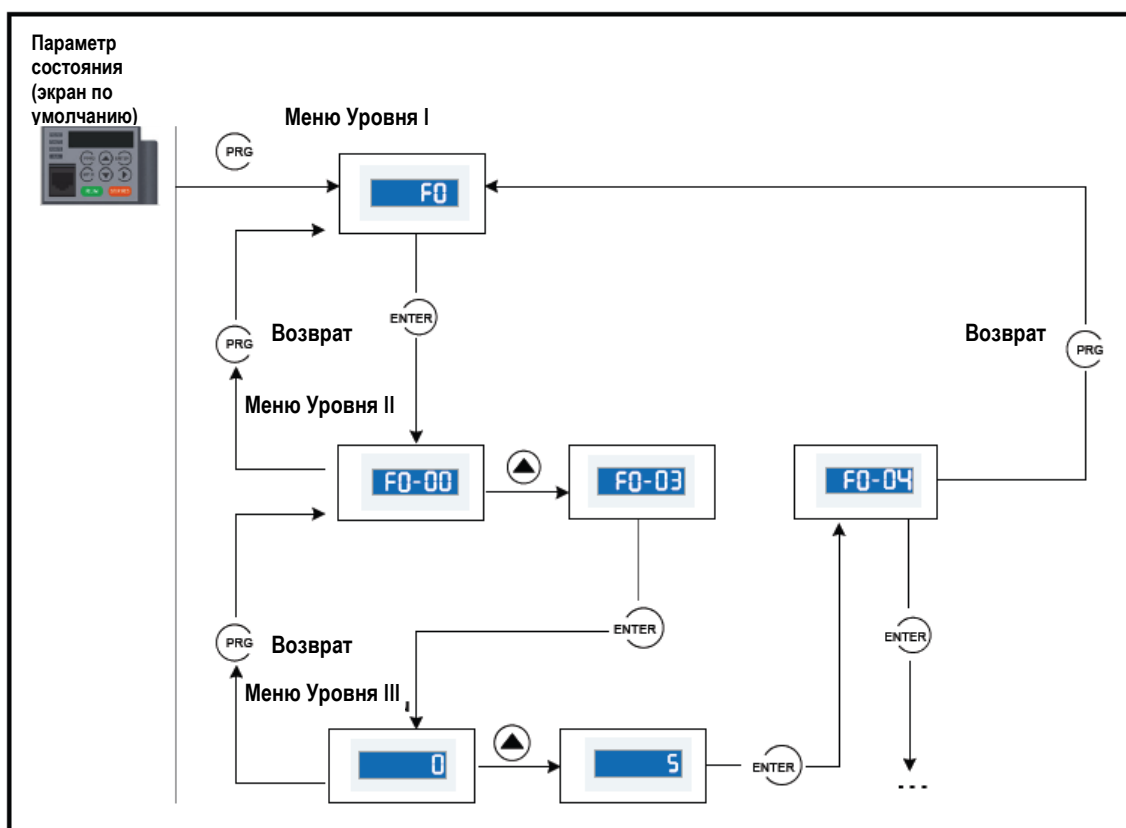 Параметр
состояния
(экран по
умолчанию)
Меню Уровня I
PRG
F0
ENTER
Возврат
PRG
Возврат
PRG
Меню Уровня II
F0-00
F0-03
F0-04
ENTER
ENTER
PRG
Возврат
Меню Уровня III
0
5
ENTER
...